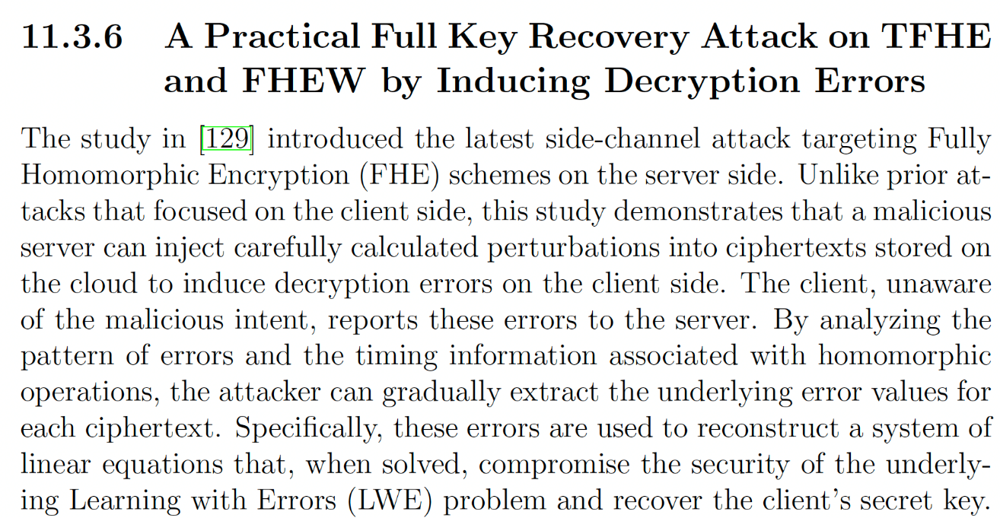 11.3.6 A Practical Full Key Recovery Attack on TFHE
and FHEW by Inducing Decryption Errors
The study in [129] introduced the latest side-channel attack targeting Fully
Homomorphic Encryption (FHE) schemes on the server side. Unlike prior at-
tacks that focused on the client side, this study demonstrates that a malicious
server can inject carefully calculated perturbations into ciphertexts stored on
the cloud to induce decryption errors on the client side. The client, unaware
of the malicious intent, reports these errors to the server. By analyzing the
pattern of errors and the timing information associated with homomorphic
operations, the attacker can gradually extract the underlying error values for
each ciphertext. Specifically, these errors are used to reconstruct a system of
linear equations that, when solved, compromise the security of the underly-
ing Learning with Errors (LWE) problem and recover the client's secret key.